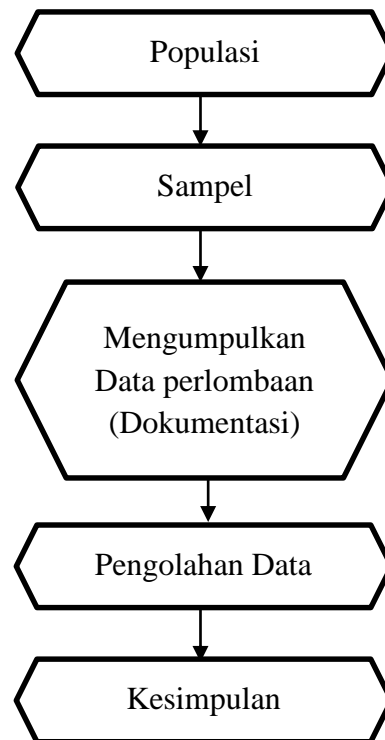 Populasi
Sampel
Mengumpulkan
Data perlombaan
(Dokumentasi)
Pengolahan Data
Kesimpulan